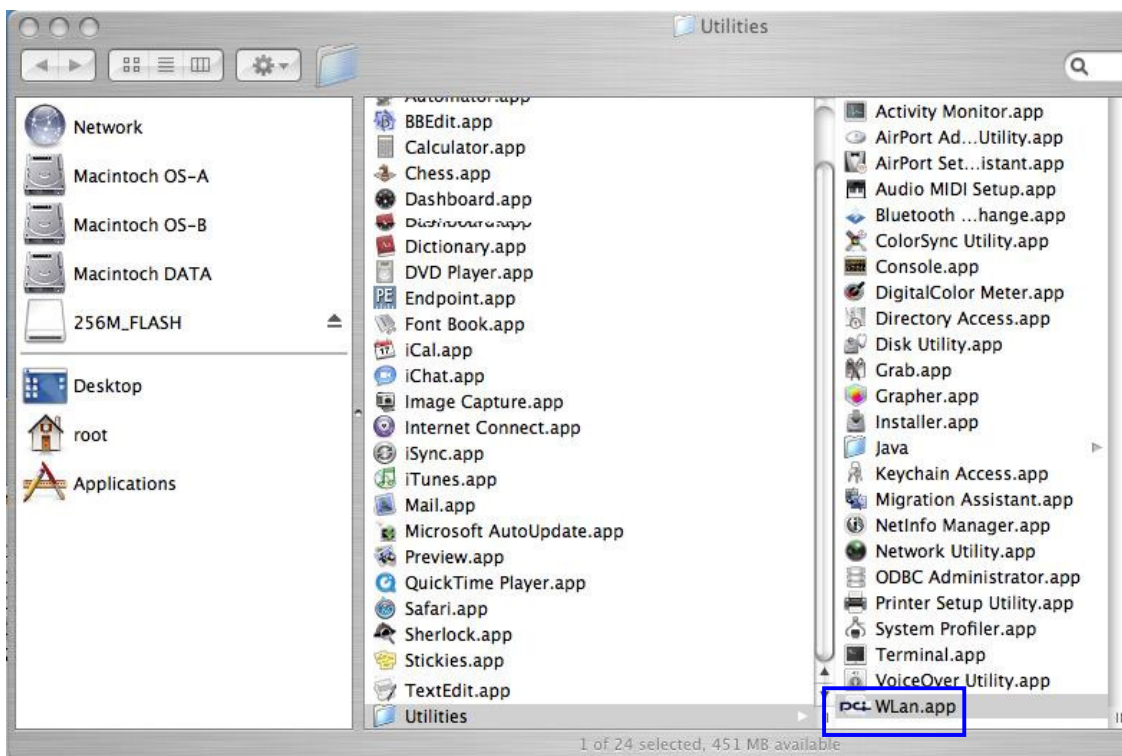 Utilities
Network
Macintoch OS-A
Macintoch OS-B
Macintoch DATA
256M_FLASH
Desktop
root
Applications
Automator.app
BBEdit.app
Calculator.app
Chess.app
Dashboard.app
Dictionary.app
DVD Player.app
PE Endpoint.app
Font Book.app
17 iCal.app
iChat.app
Image Capture.app
Internet Connect.app
iSync.app
iTunes.app
Mail.app
Microsoft AutoUpdate.app
Preview.app
QuickTime Player.app
Safari.app
Sherlock.app
Stickies.app
TextEdit.app
Utilities
Activity Monitor.app
AirPort Ad...Utility.app
AirPort Set...istant.app
Audio MIDI Setup.app
Bluetooth ...hange.app
ColorSync Utility.app
Console.app
DigitalColor Meter.app
Directory Access.app
Disk Utility.app
Grab.app
Grapher.app
Installer.app
Java
Keychain Access.app
Migration Assistant.app
NetInfo Manager.app
Network Utility.app
ODBC Administrator.app
Printer Setup Utility.app
System Profiler.app
Terminal.app
VoiceOver Utility.app
PCI WLan.app
1 of 24 selected, 451 MB available